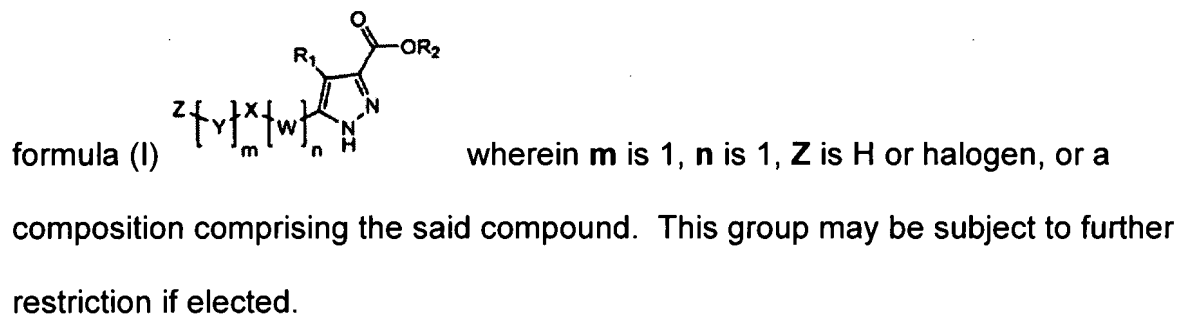 O
R1 OR2
Z Y m X W n N N H
formula (I) wherein m is 1, n is 1, Z is H or halogen, or a
composition comprising the said compound. This group may be subject to further
restriction if elected.